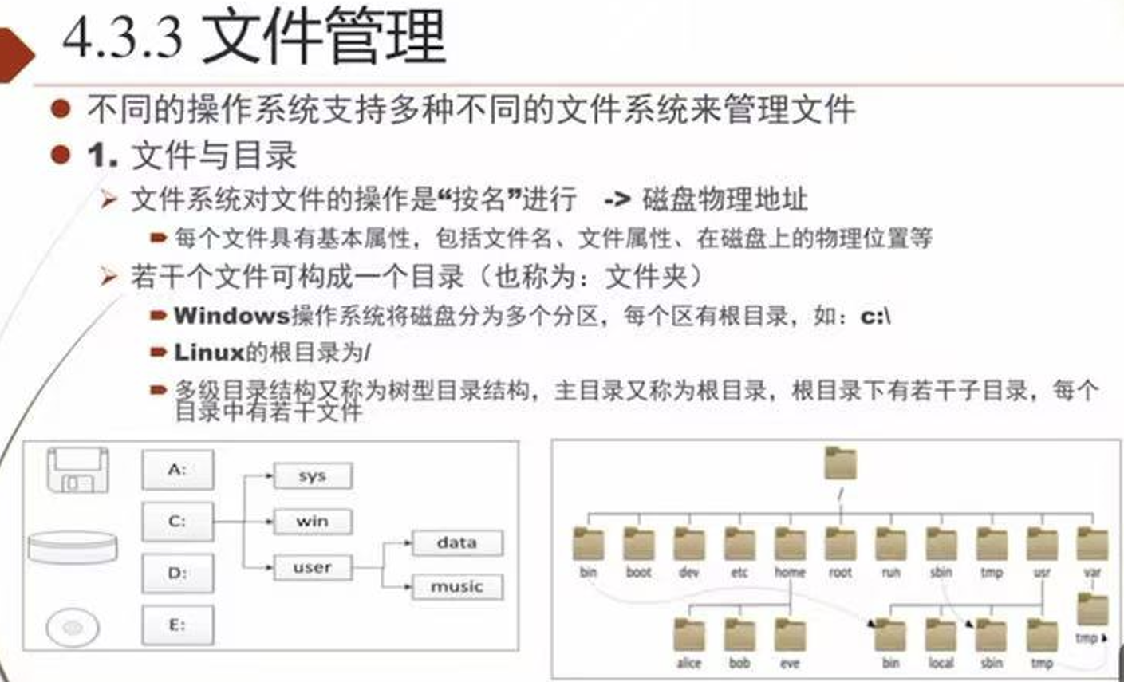 4.3.3 文件管理
不同的操作系统支持多种不同的文件系统来管理文件
1. 文件与目录
文件系统对文件的操作是“按名”进行 -> 磁盘物理地址
每个文件具有基本属性，包括文件名、文件属性、在磁盘上的物理位置等
若干个文件可构成一个目录（也称为：文件夹）
Windows操作系统将磁盘分为多个分区，每个区有根目录，如：c:\
Linux的根目录为/
多级目录结构又称为树型目录结构，主目录又称为根目录，根目录下有若干子目录，每个
目录中有若干文件
A:
sys
C:
win
data
D:
user
music
E:
/
bin boot dev etc home root run sbin tmp usr var
tmp
alice bob eve bin local sbin tmp